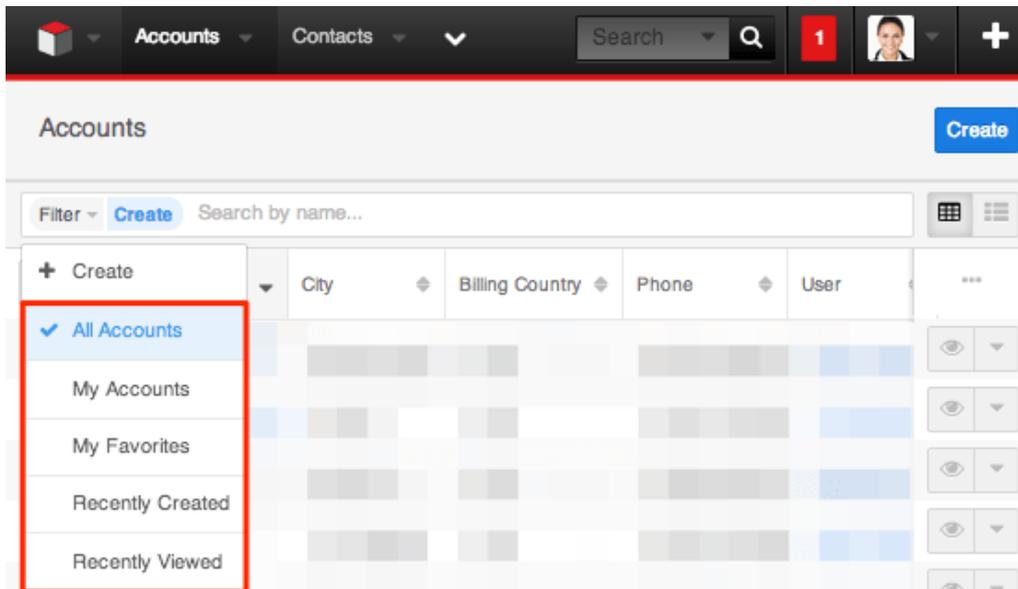 Accounts Contacts Search 1
Accounts Create
Filter Create Search by name...
Create
City Billing Country Phone User
All Accounts
My Accounts
My Favorites
Recently Created
Recently Viewed